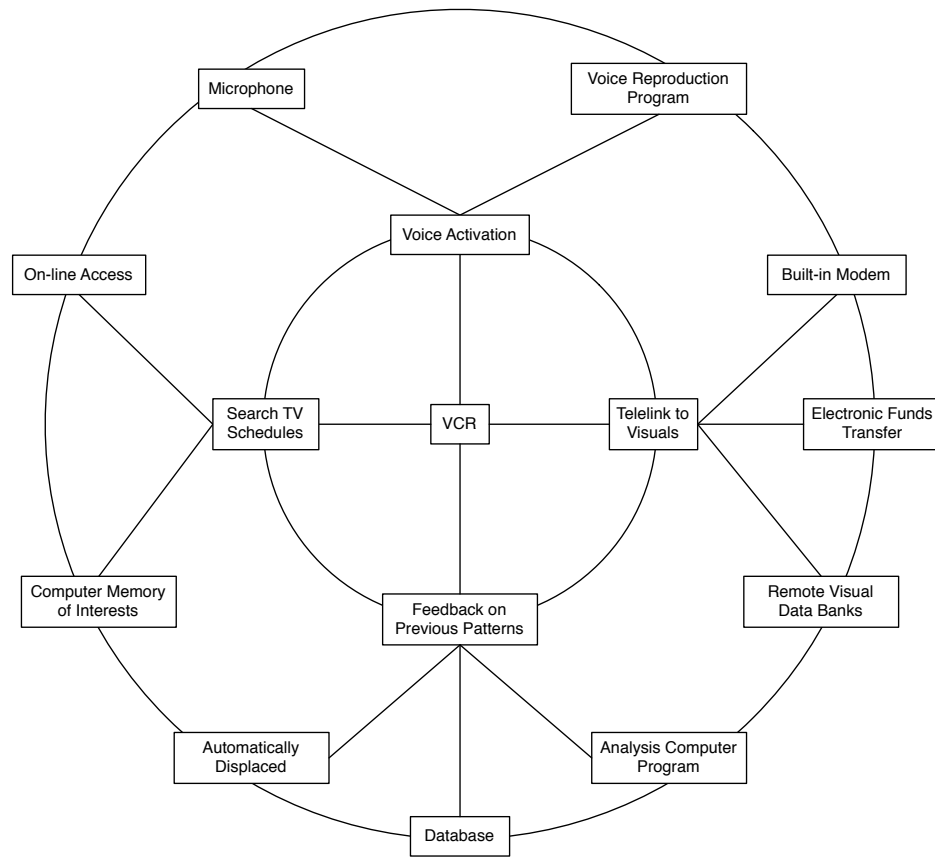 Microphone
Voice Reproduction
Program
Voice Activation
On-line Access
Built-in Modem
Search TV
Schedules
VCR
Telelink to
Visuals
Electronic Funds
Transfer
Computer Memory
of Interests
Feedback on
Previous Patterns
Remote Visual
Data Banks
Automatically
Displaced
Analysis Computer
Program
Database